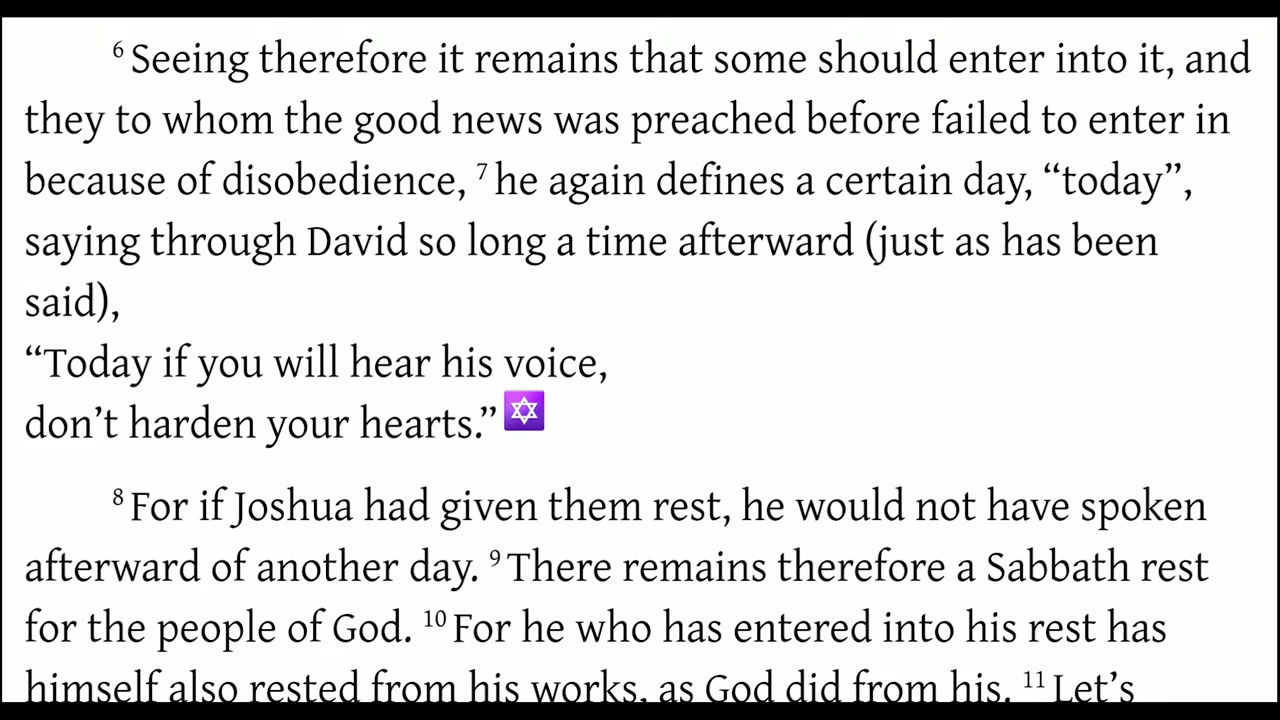 ⁶ Seeing therefore it remains that some should enter into it, and
they to whom the good news was preached before failed to enter in
because of disobedience, ⁷ he again defines a certain day, “today”,
saying through David so long a time afterward (just as has been
said),
“Today if you will hear his voice,
don’t harden your hearts.” ✡
⁸ For if Joshua had given them rest, he would not have spoken
afterward of another day. ⁹ There remains therefore a Sabbath rest
for the people of God. ¹⁰ For he who has entered into his rest has
himself also rested from his works, as God did from his. ¹¹ Let’s